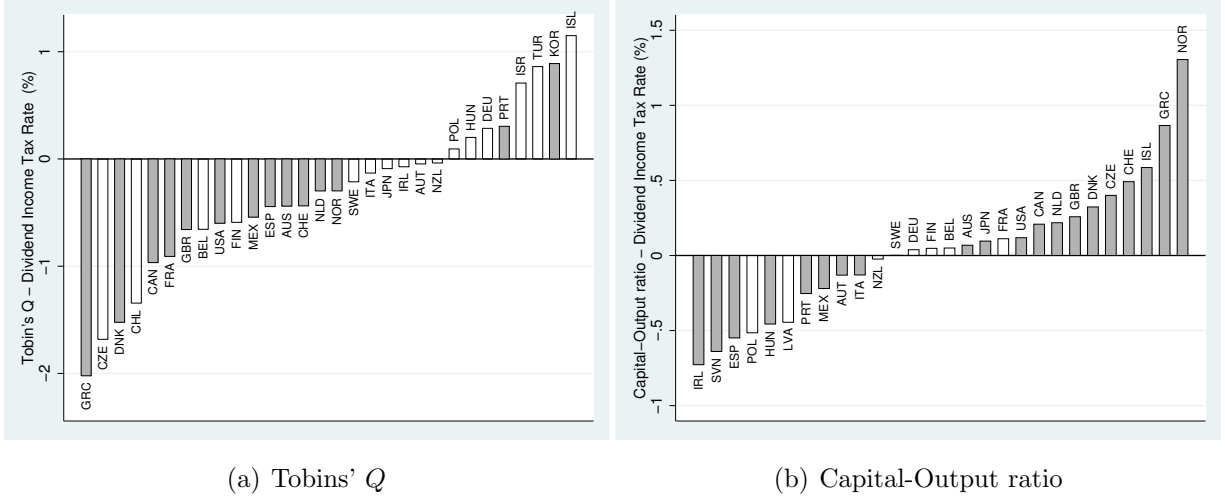 Tobin's Q – Dividend Income Tax Rate (%)
1
0
−1
−2
GRC
CZE
DNK
CHL
CAN
FRA
GBR
BEL
USA
FIN
MEX
ESP
AUS
CHE
NLD
NOR
SWE
ITA
JPN
IRL
AUT
NZL
POL
HUN
DEU
PRT
ISR
TUR
KOR
ISL
(a) Tobins' Q
Capital−Output ratio – Dividend Income Tax Rate (%)
1.5
1
.5
0
−.5
−1
IRL
SVN
ESP
POL
HUN
LVA
PRT
MEX
AUT
ITA
NZL
SWE
DEU
FIN
BEL
AUS
JPN
FRA
USA
CAN
NLD
GBR
DNK
CZE
CHE
ISL
GRC
NOR
(b) Capital-Output ratio